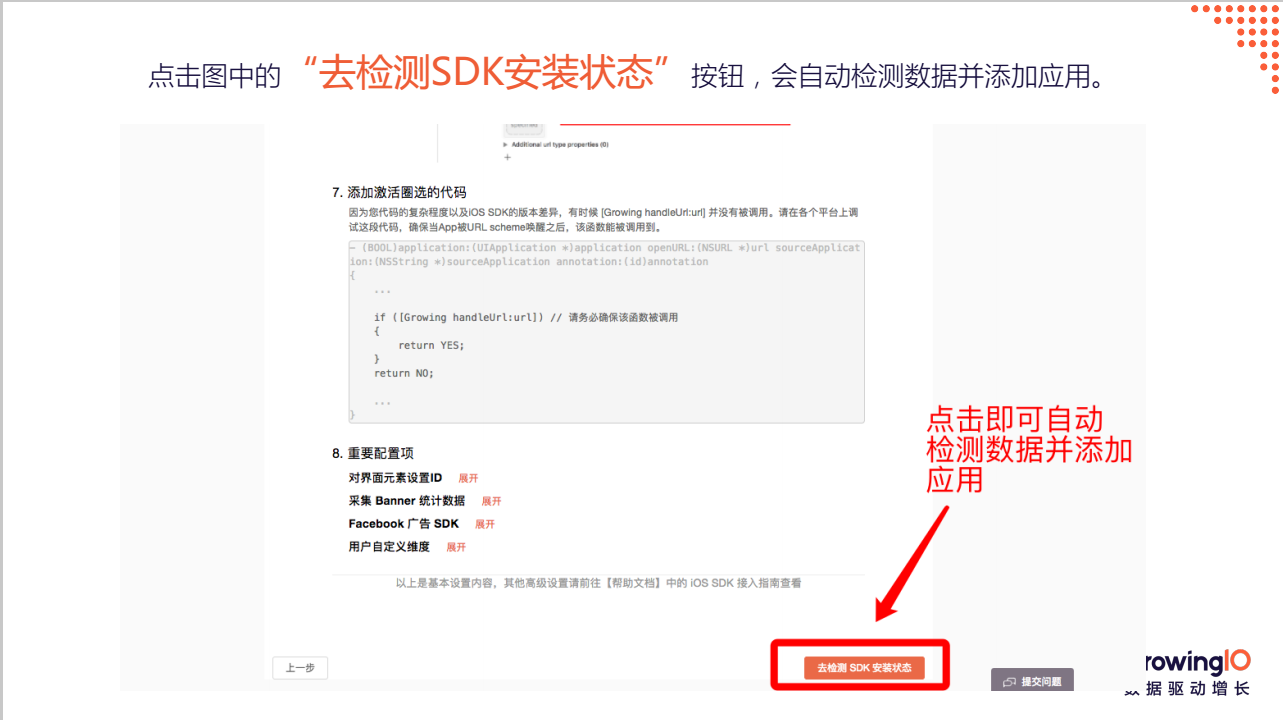 点击图中的“去检测SDK安装状态”按钮，会自动检测数据并添加应用。
Additional url type properties (0)
7. 添加激活圈选的代码
因为您代码的复杂程度以及iOS SDK的版本差异，有时候 [Growing handleUrl:url] 并没有被调用。请在各个平台上调
试这段代码，确保当App被URL scheme唤醒之后，该函数能被调用到。
- (BOOL)application:(UIApplication *)application openURL:(NSURL *)url sourceApplicat
ion:(NSString *)sourceApplication annotation:(id)annotation
{
...
if ([Growing handleUrl:url]) // 请务必确保该函数被调用
{
return YES;
}
return NO;
...
}
点击即可自动
检测数据并添加
应用
8. 重要配置项
对界面元素设置ID 展开
采集 Banner 统计数据 展开
Facebook 广告 SDK 展开
用户自定义维度 展开
以上是基本设置内容，其他高级设置请前往【帮助文档】中的 iOS SDK 接入指南查看
上一步
去检测 SDK 安装状态
提交问题
rowingIO
数据驱动增长